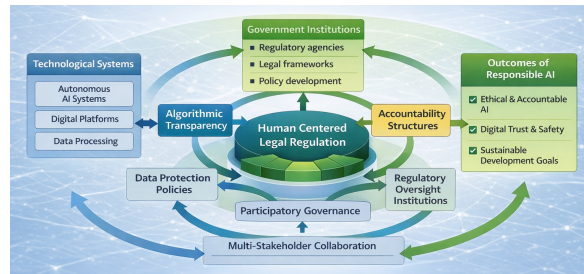 Government Institutions
Regulatory agencies
Legal frameworks
Policy development
Technological Systems
Autonomous
AI Systems
Digital Platforms
Data Processing
Outcomes of
Responsible AI
Ethical & Accountable
AI
Digital Trust & Safety
Sustainable
Development Goals
Algorithmic
Transparency
Human Centered
Legal Regulation
Accountability
Structures
Data Protection
Policies
Regulatory
Oversight
Institutions
Participatory Governance
Multi-Stakeholder Collaboration